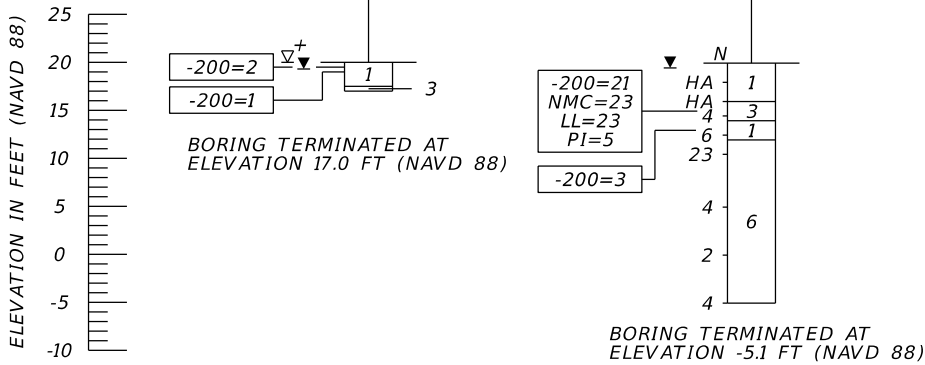 ELEVATION IN FEET (NAVD 88)
25
20
15
10
5
0
-5
-10
-200=2
-200=1
+
1
3
BORING TERMINATED AT
ELEVATION 17.0 FT (NAVD 88)
-200=21
NMC=23
LL=23
PI=5
-200=3
N
HA
HA
4
6
23
4
2
4
1
3
1
6
BORING TERMINATED AT
ELEVATION -5.1 FT (NAVD 88)